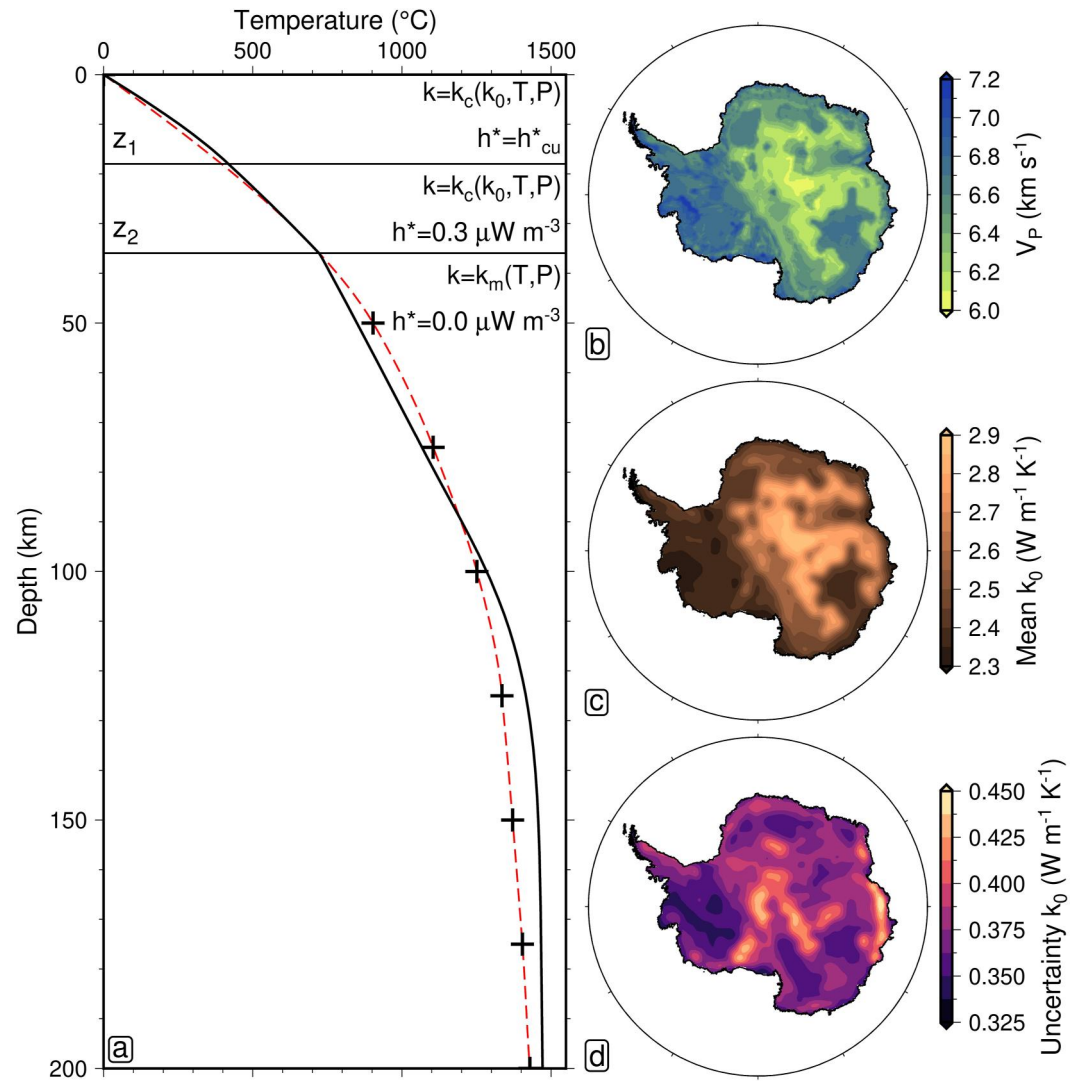 Temperature (°C)
0 500 1000 1500
0
50
100
150
200
Depth (km)
k=k_c(k_0,T,P)
z_1
h*=h*_cu
k=k_c(k_0,T,P)
z_2
h*=0.3 μW m⁻³
k=k_m(T,P)
h*=0.0 μW m⁻³
a
b
7.2
7.0
6.8
6.6
6.4
6.2
6.0
V_P (km s⁻¹)
c
2.9
2.8
2.7
2.6
2.5
2.4
2.3
Mean k_0 (W m⁻¹ K⁻¹)
d
0.450
0.425
0.400
0.375
0.350
0.325
Uncertainty k_0 (W m⁻¹ K⁻¹)